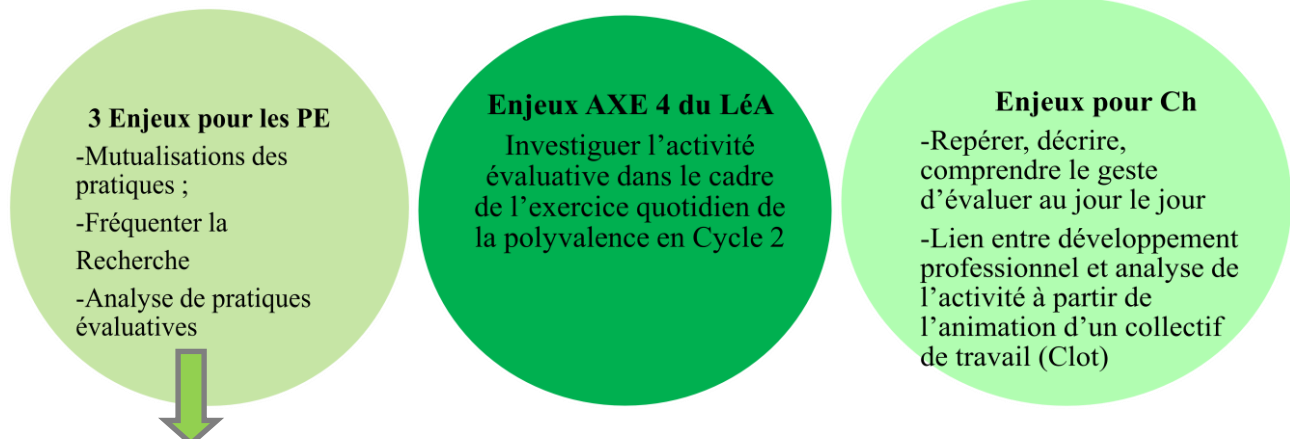 3 Enjeux pour les PE
-Mutualisations des
pratiques ;
-Fréquenter la
Recherche
-Analyse de pratiques
évaluatives
Enjeux AXE 4 du LéA
Investiguer l’activité
évaluative dans le cadre
de l’exercice quotidien de
la polyvalence en Cycle 2
Enjeux pour Ch
-Repérer, décrire,
comprendre le geste
d’évaluer au jour le jour
-Lien entre développement
professionnel et analyse de
l’activité à partir de
l’animation d’un collectif
de travail (Clot)